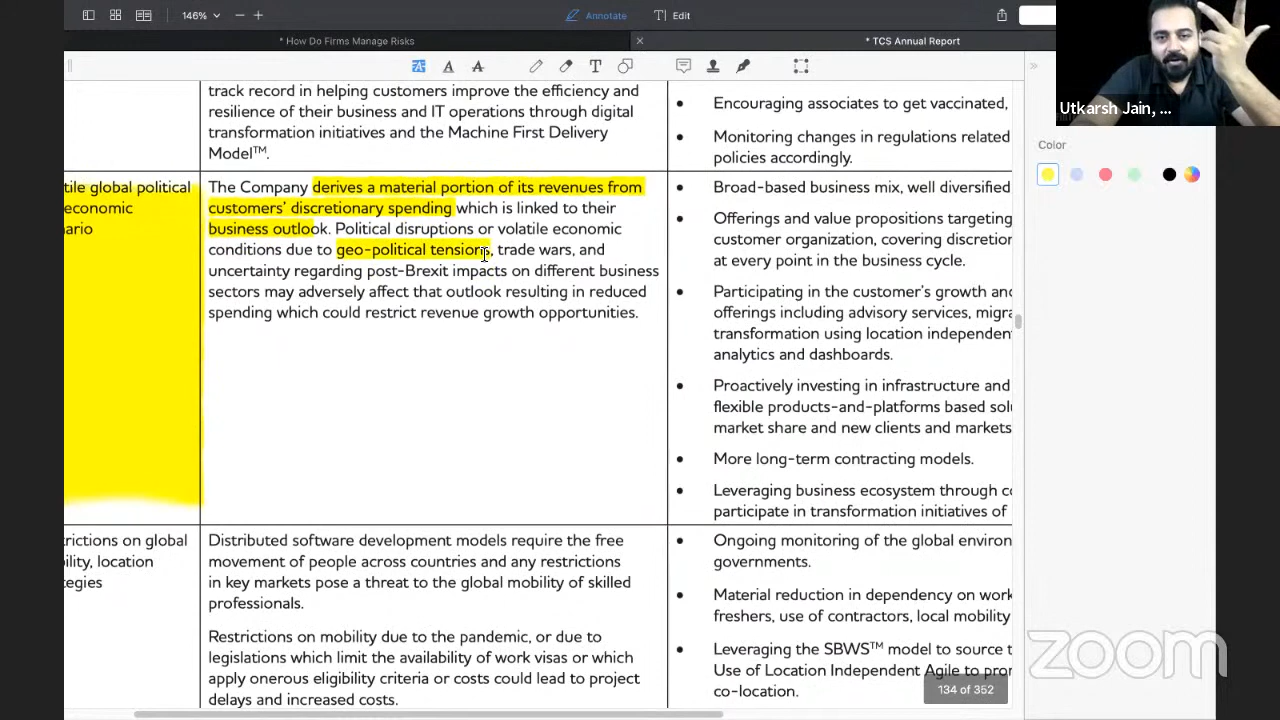 146%
Annotate
Edit
* How Do Firms Manage Risks
* TCS Annual Report
track record in helping customers improve the efficiency and
resilience of their business and IT operations through digital
transformation initiatives and the Machine First Delivery
Model™.
Encouraging associates to get vaccinated,
Monitoring changes in regulations related
policies accordingly.
tile global political
economic
nario
The Company derives a material portion of its revenues from
customers' discretionary spending which is linked to their
business outlook. Political disruptions or volatile economic
conditions due to geo-political tensions, trade wars, and
uncertainty regarding post-Brexit impacts on different business
sectors may adversely affect that outlook resulting in reduced
spending which could restrict revenue growth opportunities.
Broad-based business mix, well diversified
Offerings and value propositions targeting
customer organization, covering discretion
at every point in the business cycle.
Participating in the customer's growth and
offerings including advisory services, migra
transformation using location independent
analytics and dashboards.
Proactively investing in infrastructure and
flexible products-and-platforms based solu
market share and new clients and markets
More long-term contracting models.
Leveraging business ecosystem through co
participate in transformation initiatives of
trictions on global
ility, location
tegies
Distributed software development models require the free
movement of people across countries and any restrictions
in key markets pose a threat to the global mobility of skilled
professionals.
Restrictions on mobility due to the pandemic, or due to
legislations which limit the availability of work visas or which
apply onerous eligibility criteria or costs could lead to project
delays and increased costs.
Ongoing monitoring of the global environ
governments.
Material reduction in dependency on work
freshers, use of contractors, local mobility
Leveraging the SBWS™ model to source t
Use of Location Independent Agile to pro
co-location.
134 of 352
Utkarsh Jain, ...
Color
zoom